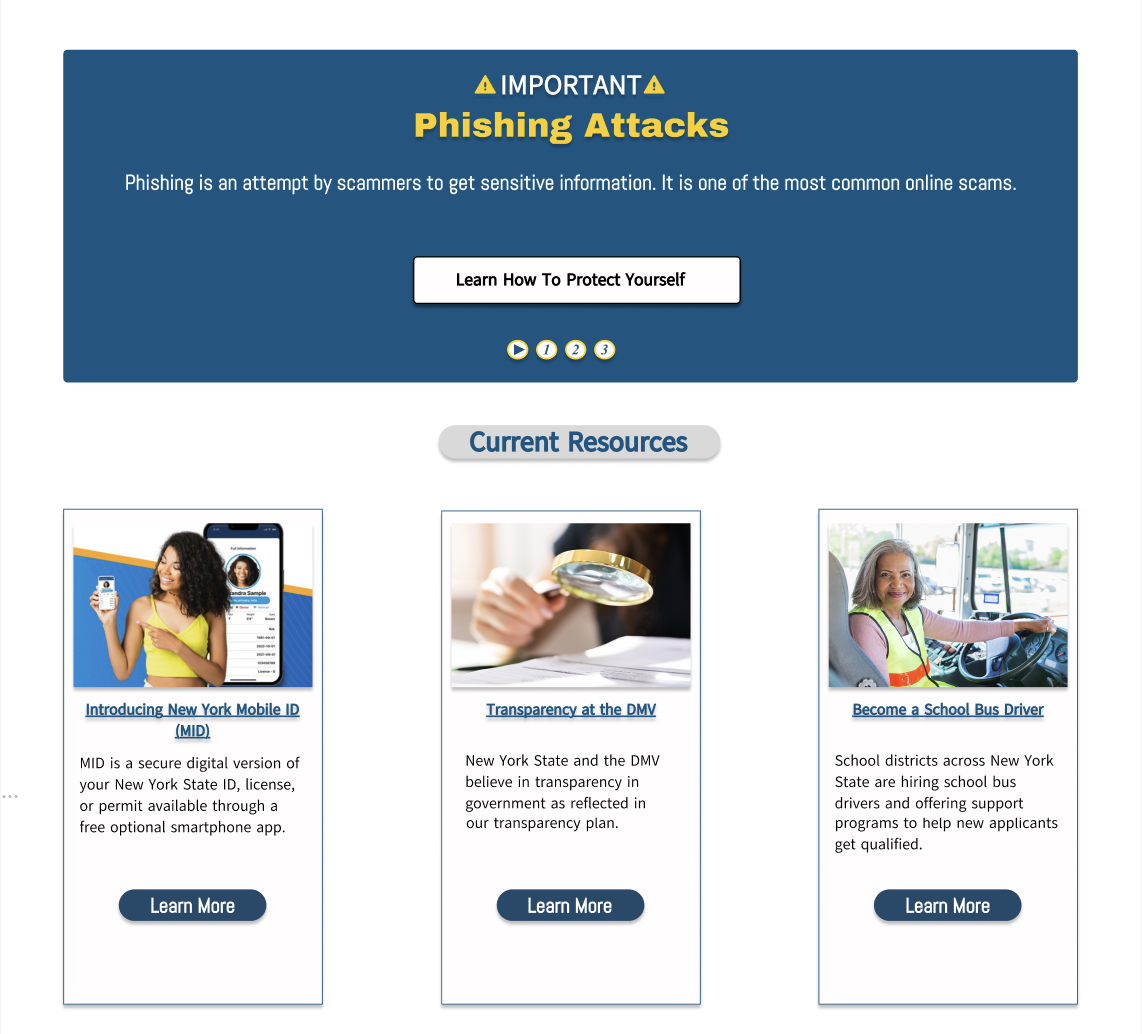 IMPORTANT
Phishing Attacks
Phishing is an attempt by scammers to get sensitive information. It is one of the most common online scams.
Learn How To Protect Yourself
1 2 3
Current Resources
Full Information
Introducing New York Mobile ID
(MID)
MID is a secure digital version of
your New York State ID, license,
or permit available through a
free optional smartphone app.
Learn More
Transparency at the DMV
New York State and the DMV
believe in transparency in
government as reflected in
our transparency plan.
Learn More
Become a School Bus Driver
School districts across New York
State are hiring school bus
drivers and offering support
programs to help new applicants
get qualified.
Learn More